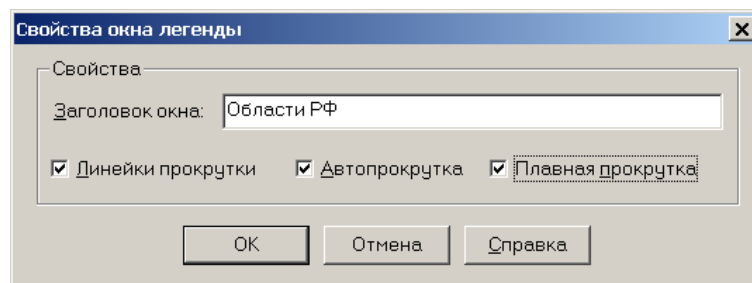 Свойства окна легенды
Свойства
Заголовок окна: Области РФ
Линейки прокрутки Автопрокрутка Плавная прокрутка
OK Отмена Справка